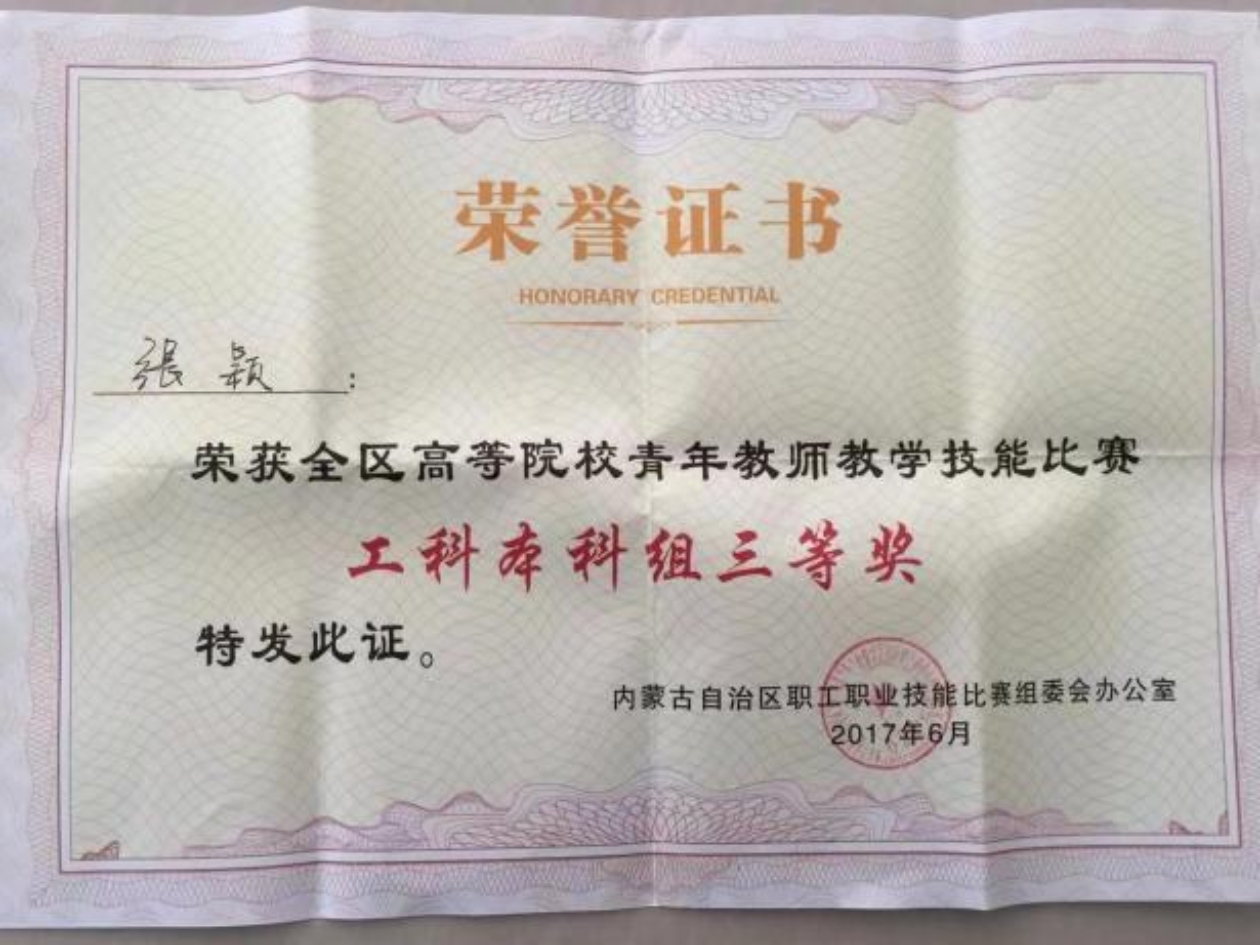 荣誉证书
HONORARY CREDENTIAL
張颖：
荣获全区高等院校青年教师教学技能比赛
工科本科组三等奖
特发此证。
内蒙古自治区职工职业技能比赛组委会办公室
2017年6月